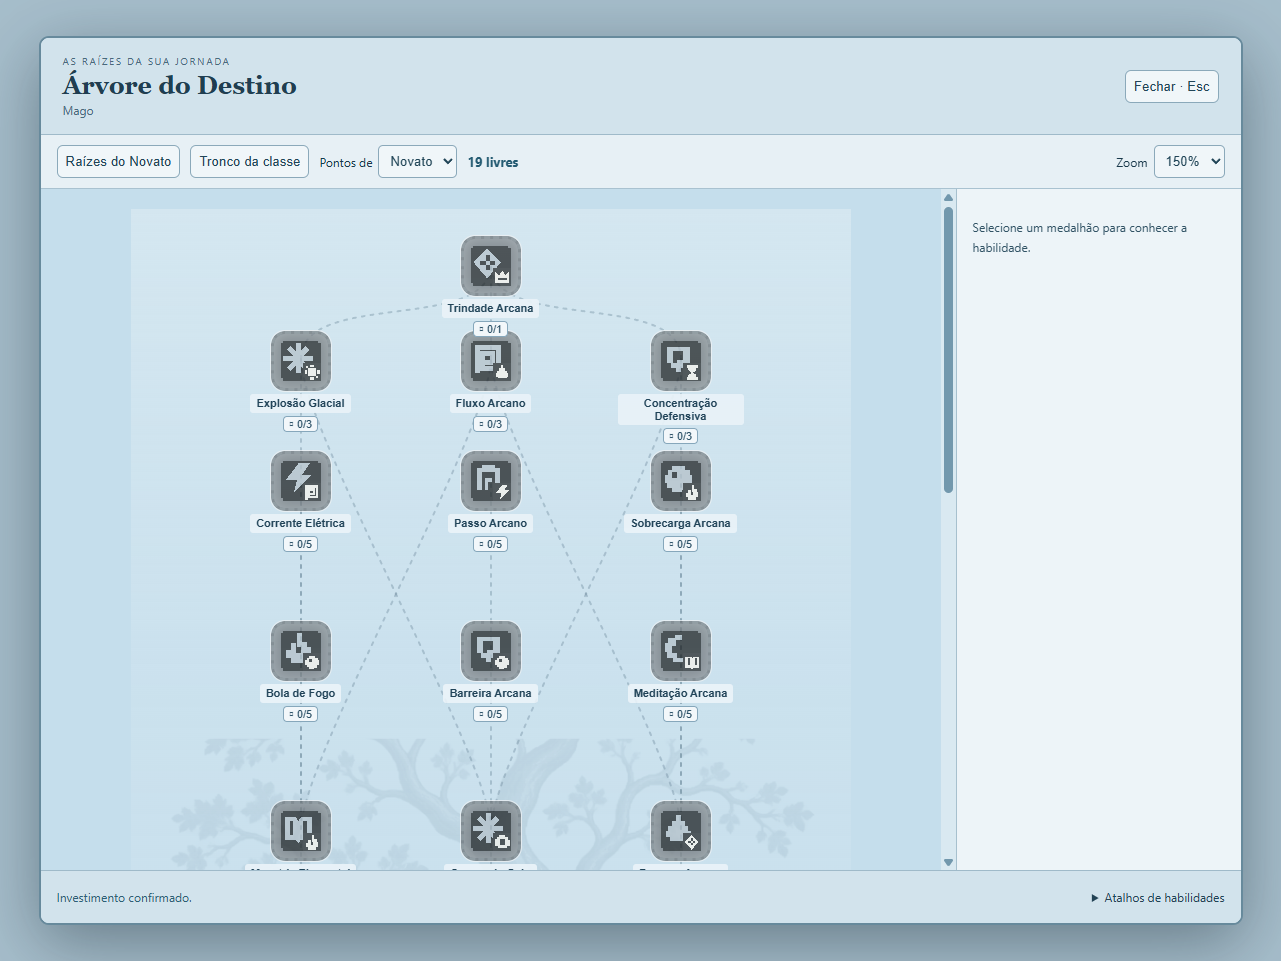 AS RAÍZES DA SUA JORNADA
Árvore do Destino
Mago
Fechar · Esc
Raízes do Novato
Tronco da classe
Pontos de
Novato
19 livres
Zoom
150%
Selecione um medalhão para conhecer a
habilidade.
Trindade Arcana
0/1
Explosão Glacial
Fluxo Arcano
Concentração
Defensiva
0/3
0/3
0/3
Corrente Elétrica
Passo Arcano
Sobrecarga Arcana
0/5
0/5
0/5
Bola de Fogo
Barreira Arcana
Meditação Arcana
0/5
0/5
0/5
Investimento confirmado.
Atalhos de habilidades